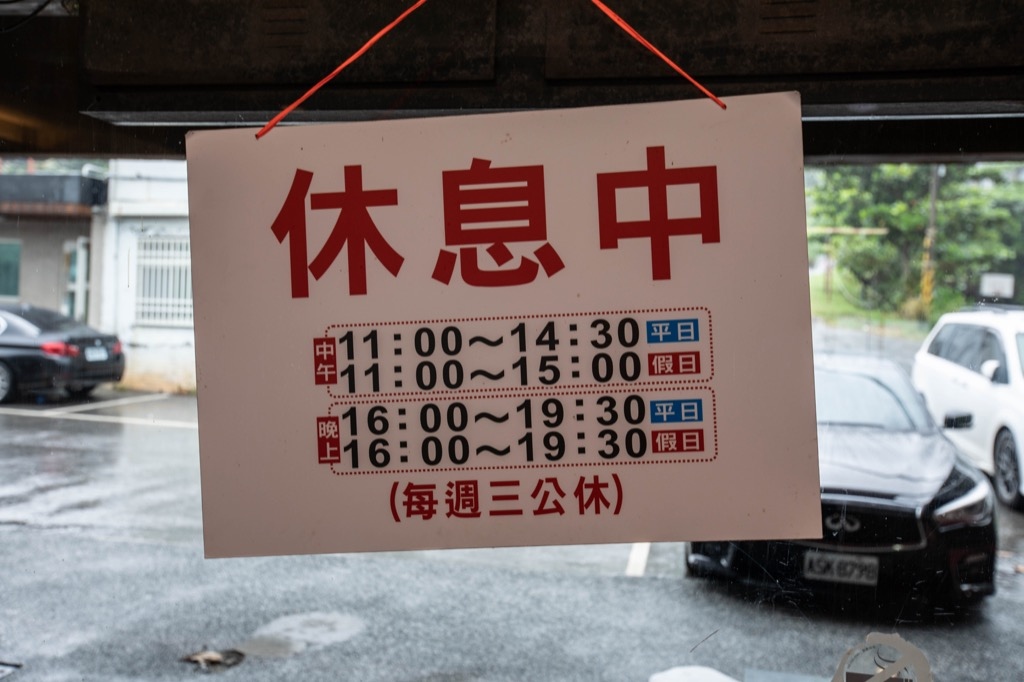 休息中
中午
11：00～14：30 平日
11：00～15：00 假日
晚上
16：00～19：30 平日
16：00～19：30 假日
(每週三公休)